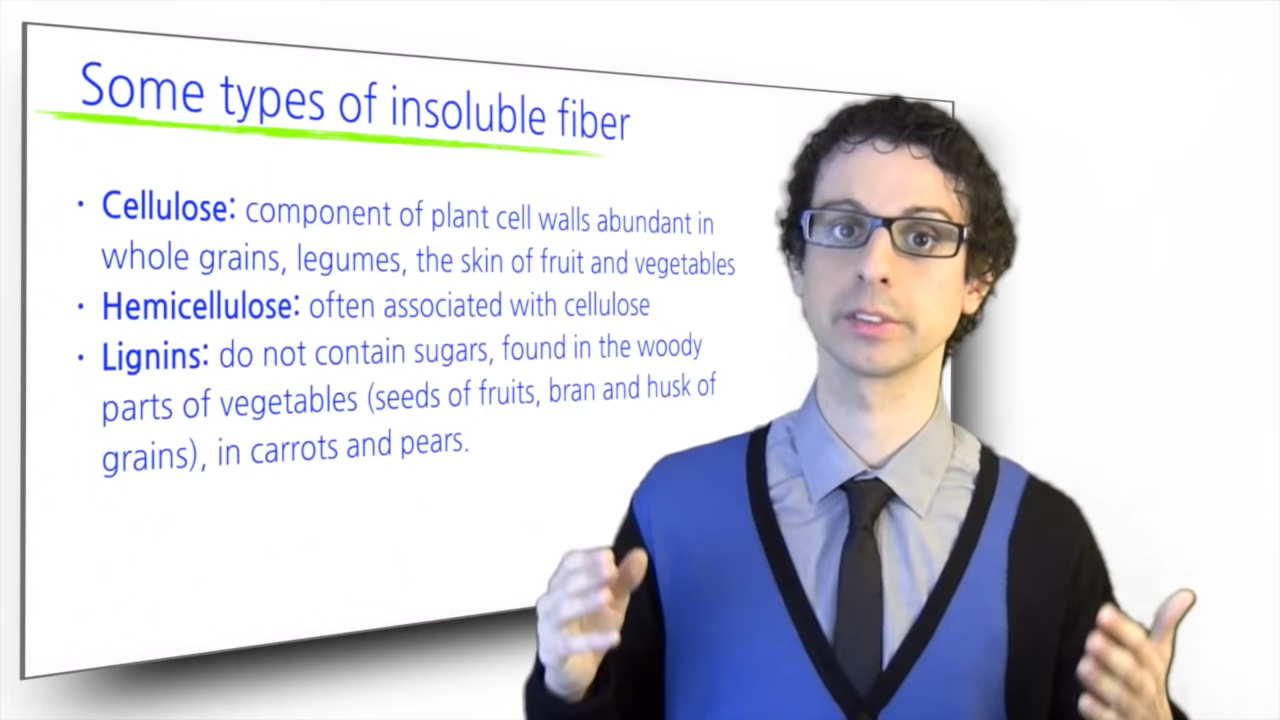 Some types of insoluble fiber
· Cellulose: component of plant cell walls abundant in
whole grains, legumes, the skin of fruit and vegetables
· Hemicellulose: often associated with cellulose
· Lignins: do not contain sugars, found in the woody
parts of vegetables (seeds of fruits, bran and husk of
grains), in carrots and pears.